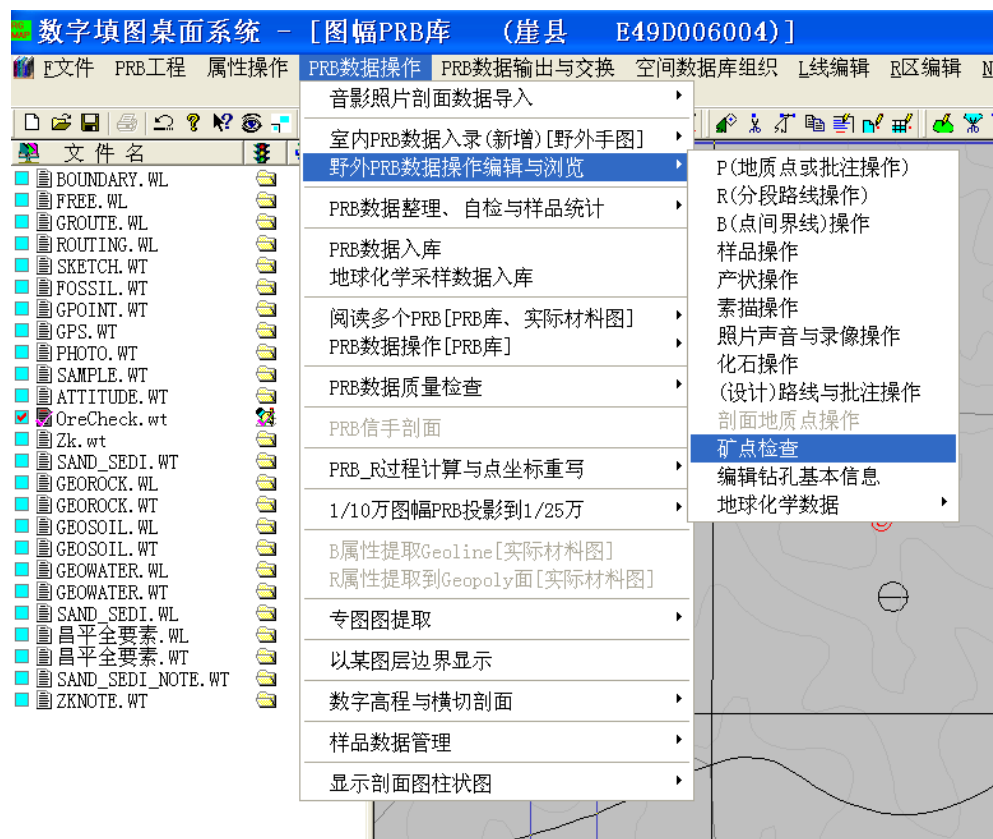 RG MAP 数字填图桌面系统 - [图幅PRB库 (崖县 E49D006004)]
F文件 PRB工程 属性操作 PRB数据操作 PRB数据输出与交换 空间数据库组织 L线编辑 R区编辑 N
文 件 名
BOUNDARY.WL
FREE.WL
GROUTE.WL
ROUTING.WL
SKETCH.WT
FOSSIL.WT
GPOINT.WT
GPS.WT
PHOTO.WT
SAMPLE.WT
ATTITUDE.WT
OreCheck.wt
Zk.wt
SAND_SEDI.WT
GEOROCK.WL
GEOROCK.WT
GEOSOIL.WL
GEOSOIL.WT
GEOWATER.WL
GEOWATER.WT
SAND_SEDI.WL
昌平全要素.WL
昌平全要素.WT
SAND_SEDI_NOTE.WT
ZKNOTE.WT
音影照片剖面数据导入
室内PRB数据入录(新增)[野外手图]
野外PRB数据操作编辑与浏览
PRB数据整理、自检与样品统计
PRB数据入库
地球化学采样数据入库
阅读多个PRB[PRB库、实际材料图]
PRB数据操作[PRB库]
PRB数据质量检查
PRB信手剖面
PRB_R过程计算与点坐标重写
1/10万图幅PRB投影到1/25万
B属性提取Geoline[实际材料图]
R属性提取到Geopoly面[实际材料图]
专图图提取
以某图层边界显示
数字高程与横切剖面
样品数据管理
显示剖面图柱状图
P(地质点或批注操作)
R(分段路线操作)
B(点间界线)操作
样品操作
产状操作
素描操作
照片声音与录像操作
化石操作
(设计)路线与批注操作
剖面地质点操作
矿点检查
编辑钻孔基本信息
地球化学数据